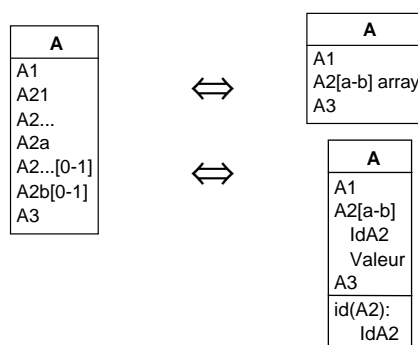 A
A1
A21
A2...
A2a
A2...[0-1]
A2b[0-1]
A3
⇔
A
A1
A2[a-b] array
A3
⇔
A
A1
A2[a-b]
IdA2
Valeur
A3
id(A2):
IdA2